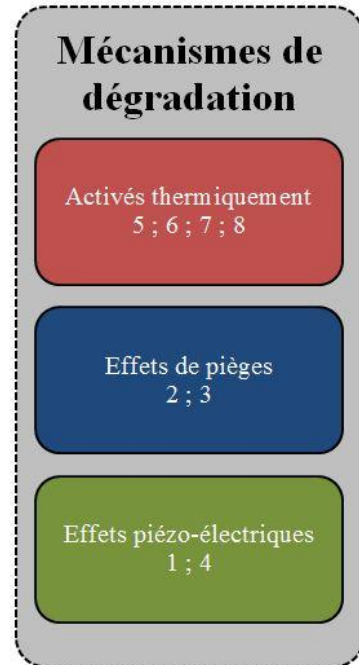 Mécanismes de
dégradation
Activés thermiquement
5 ; 6 ; 7 ; 8
Effets de pièges
2 ; 3
Effets piézo-électriques
1 ; 4